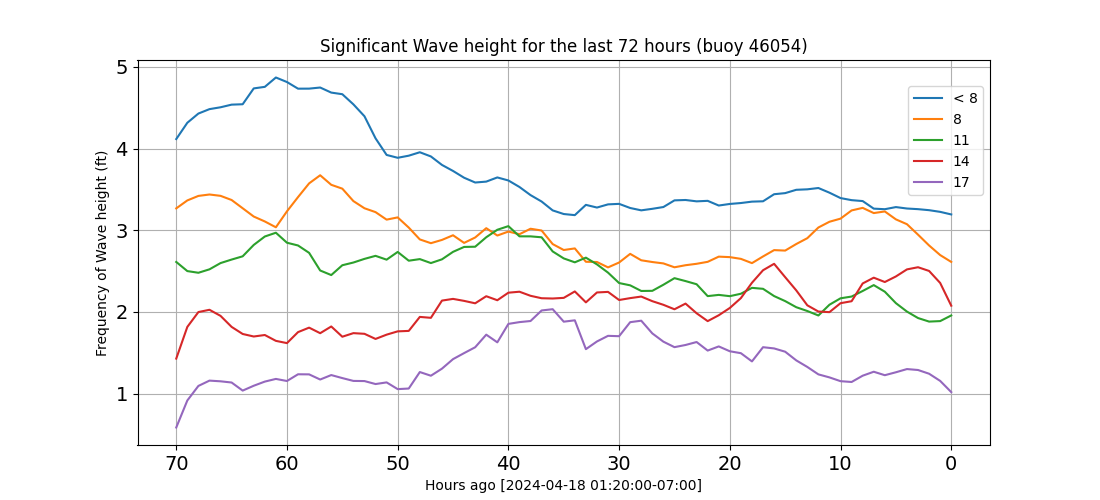 Significant Wave height for the last 72 hours (buoy 46054)
Frequency of Wave height (ft)
5
4
3
2
1
< 8
8
11
14
17
70 60 50 40 30 20 10 0
Hours ago [2024-04-18 01:20:00-07:00]